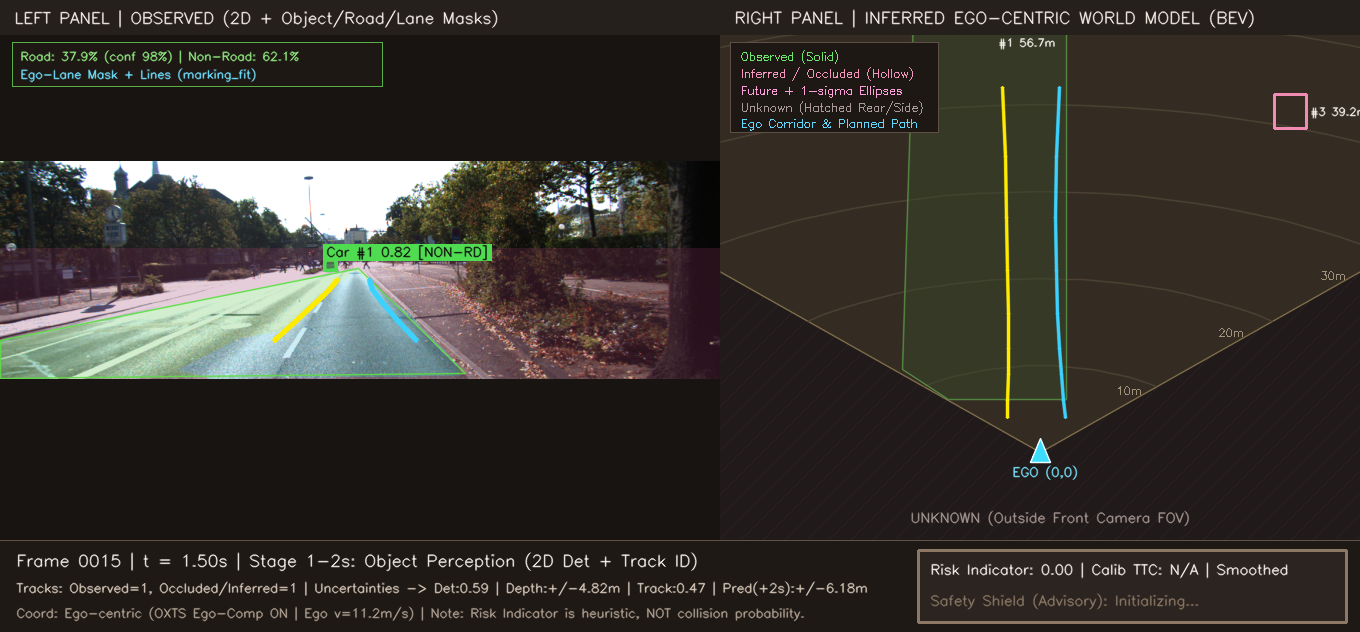 LEFT PANEL | OBSERVED (2D + Object/Road/Lane Masks)
Road: 37.9% (conf 98%) | Non-Road: 62.1%
Ego-Lane Mask + Lines (marking_fit)
Car #1 0.82 [NON-RD]
RIGHT PANEL | INFERRED EGO-CENTRIC WORLD MODEL (BEV)
#1 56.7m
Observed (Solid)
Inferred / Occluded (Hollow)
Future + 1-sigma Ellipses
Unknown (Hatched Rear/Side)
Ego Corridor & Planned Path
#3 39.2m
30m
20m
10m
EGO (0,0)
UNKNOWN (Outside Front Camera FOV)
Frame 0015 | t = 1.50s | Stage 1-2s: Object Perception (2D Det + Track ID)
Tracks: Observed=1, Occluded/Inferred=1 | Uncertainties -> Det:0.59 | Depth:+/-4.82m | Track:0.47 | Pred(+2s):+/-6.18m
Coord: Ego-centric (OXTS Ego-Comp ON | Ego v=11.2m/s) | Note: Risk Indicator is heuristic, NOT collision probability.
Risk Indicator: 0.00 | Calib TTC: N/A | Smoothed
Safety Shield (Advisory): Initializing...